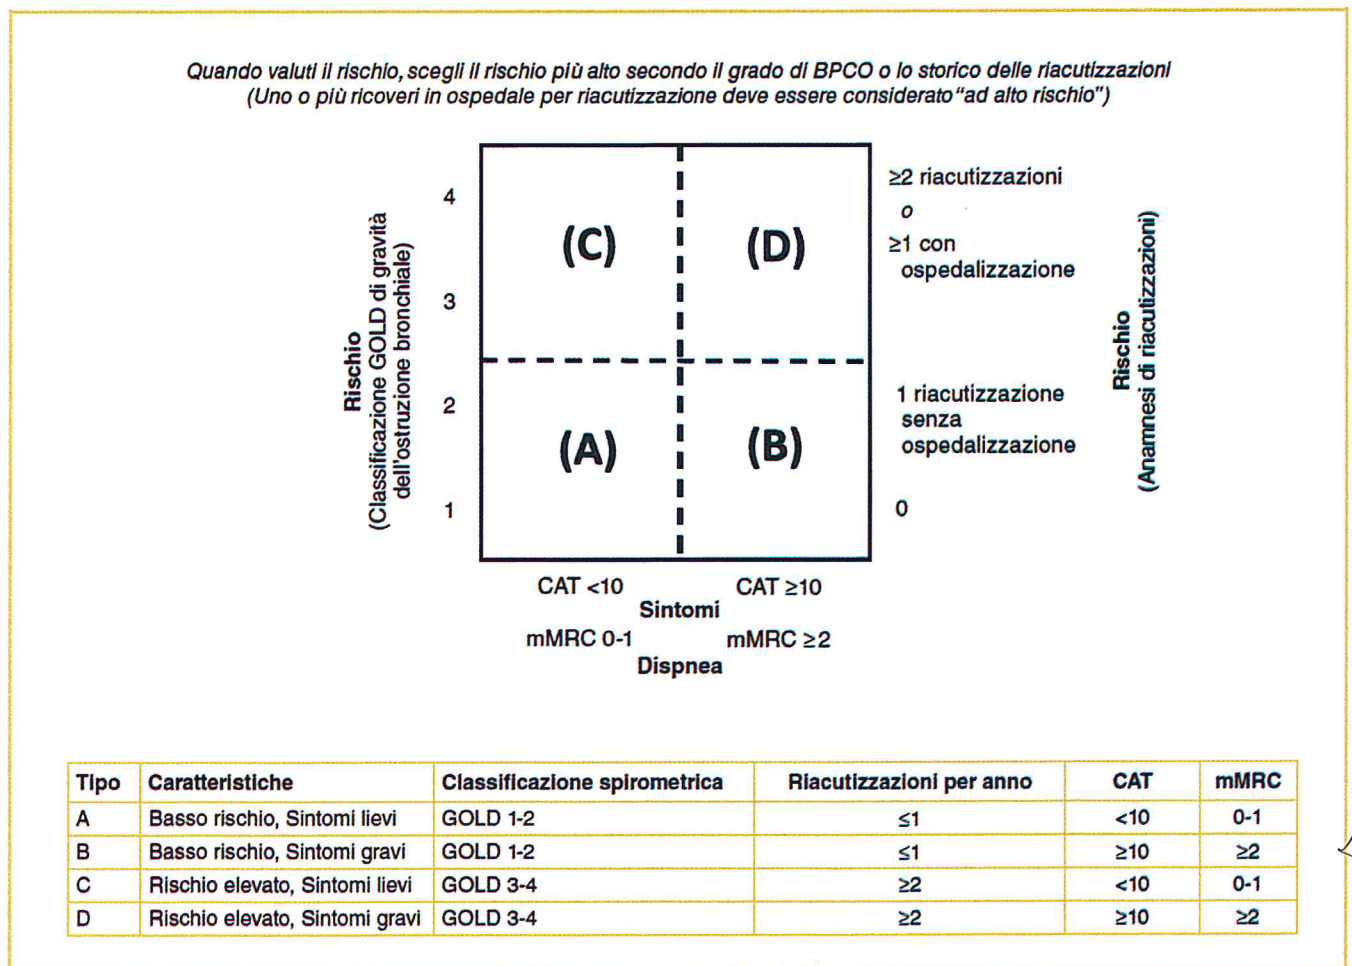 Quando valuti il rischio, scegli il rischio più alto secondo il grado di BPCO o lo storico delle riacutizzazioni
(Uno o più ricoveri in ospedale per riacutizzazione deve essere considerato "ad alto rischio")
Rischio
(Classificazione GOLD di gravità
dell'ostruzione bronchiale)
4
3
2
1
(C)
(D)
(A)
(B)
≥2 riacutizzazioni
o
≥1 con
ospedalizzazione
1 riacutizzazione
senza
ospedalizzazione
0
Rischio
(Anamnesi di riacutizzazioni)
CAT <10 CAT ≥10
Sintomi
mMRC 0-1 mMRC ≥2
Dispnea
Tipo Caratteristiche Classificazione spirometrica Riacutizzazioni per anno CAT mMRC
A Basso rischio, Sintomi lievi GOLD 1-2 ≤1 <10 0-1
B Basso rischio, Sintomi gravi GOLD 1-2 ≤1 ≥10 ≥2
C Rischio elevato, Sintomi lievi GOLD 3-4 ≥2 <10 0-1
D Rischio elevato, Sintomi gravi GOLD 3-4 ≥2 ≥10 ≥2